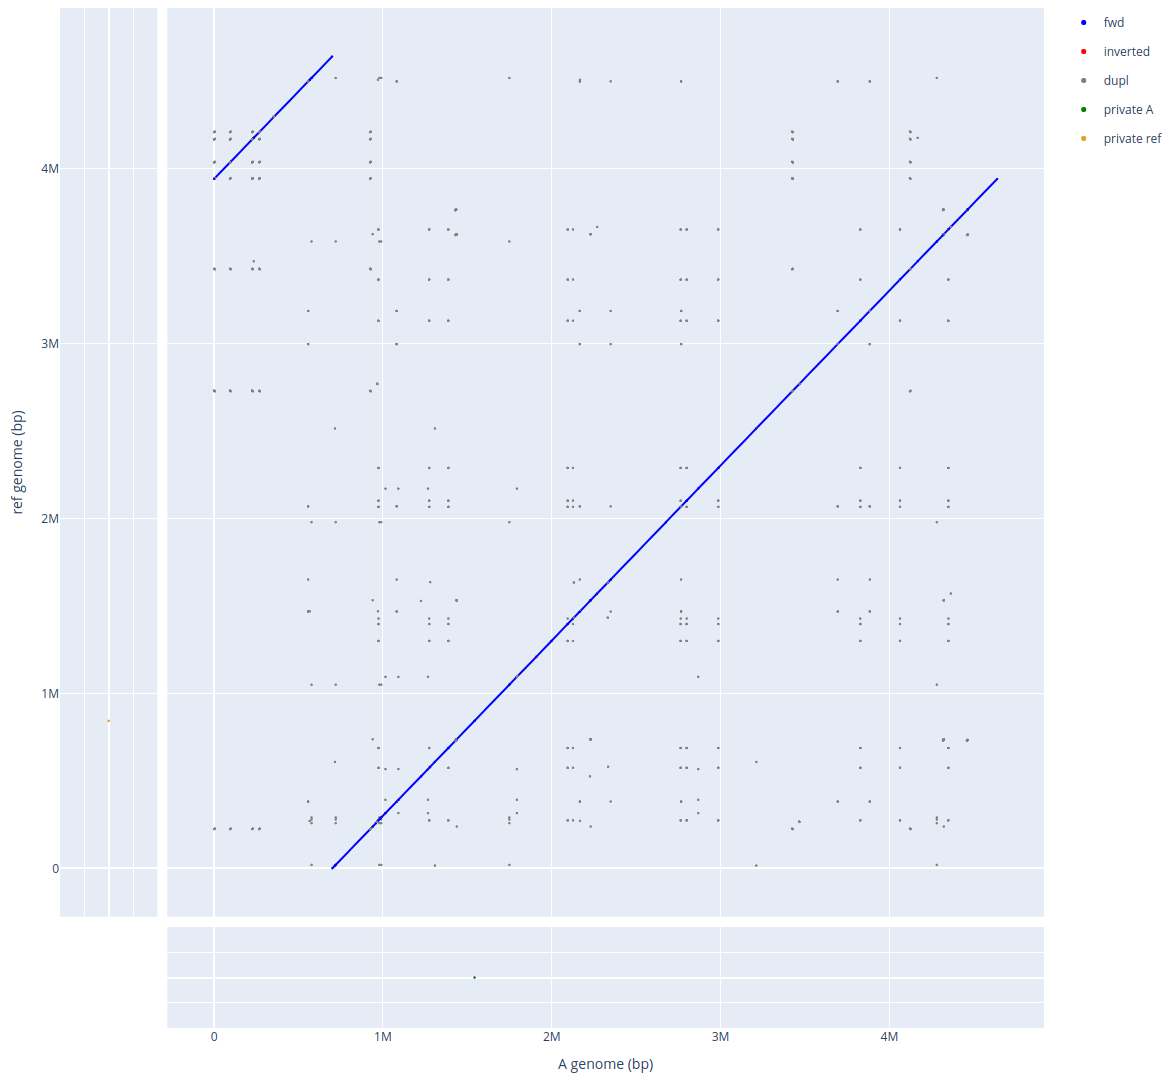 fwd
inverted
dupl
private A
private ref
4M
3M
2M
1M
0
ref genome (bp)
0
1M
2M
3M
4M
A genome (bp)